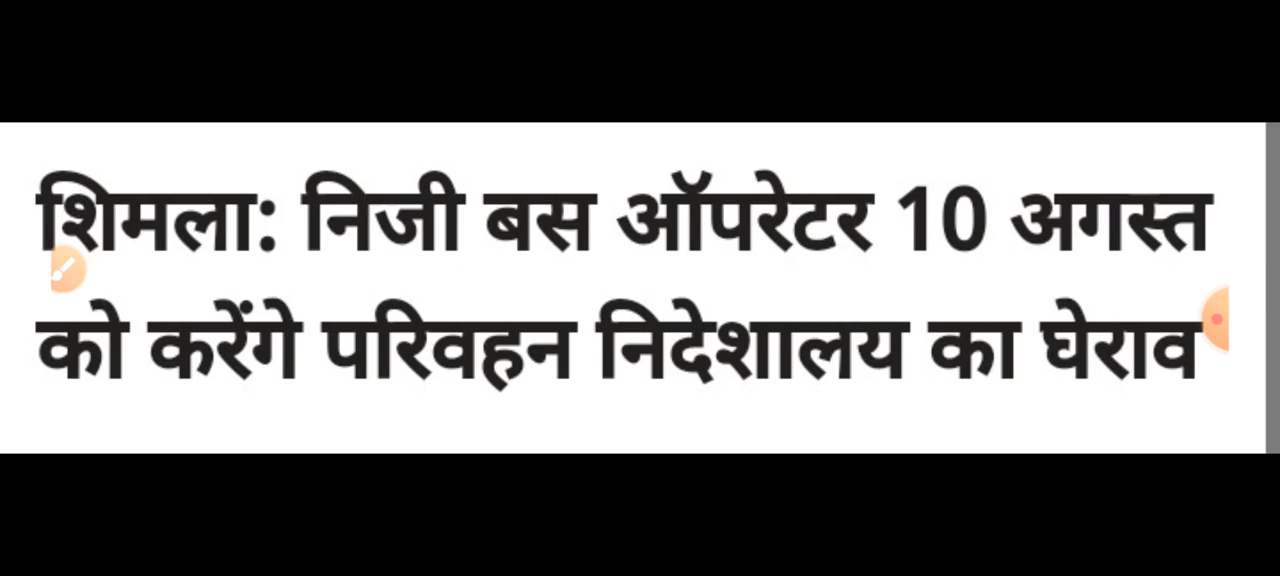 शिमला: निजी बस ऑपरेटर 10 अगस्त
को करेंगे परिवहन निदेशालय का घेराव